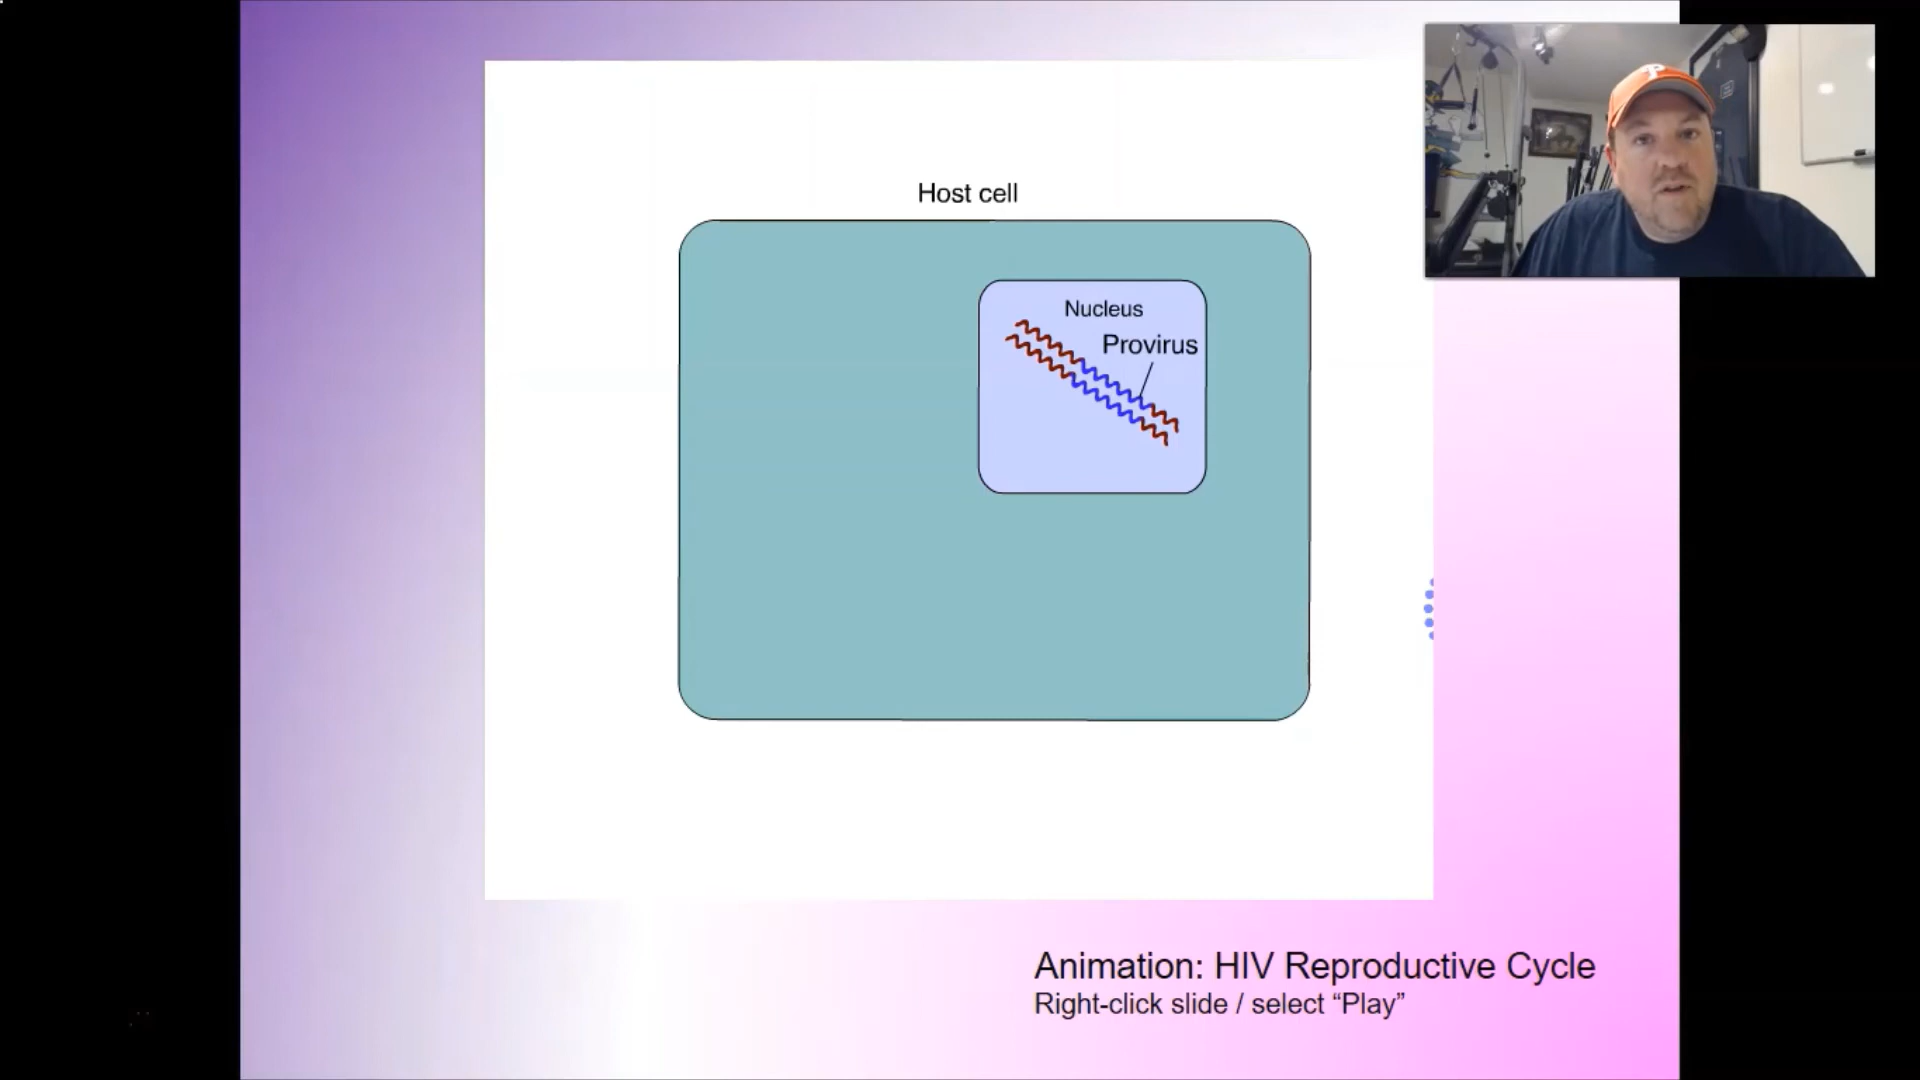 P
Host cell
Nucleus
Provirus
Animation: HIV Reproductive Cycle
Right-click slide / select “Play”